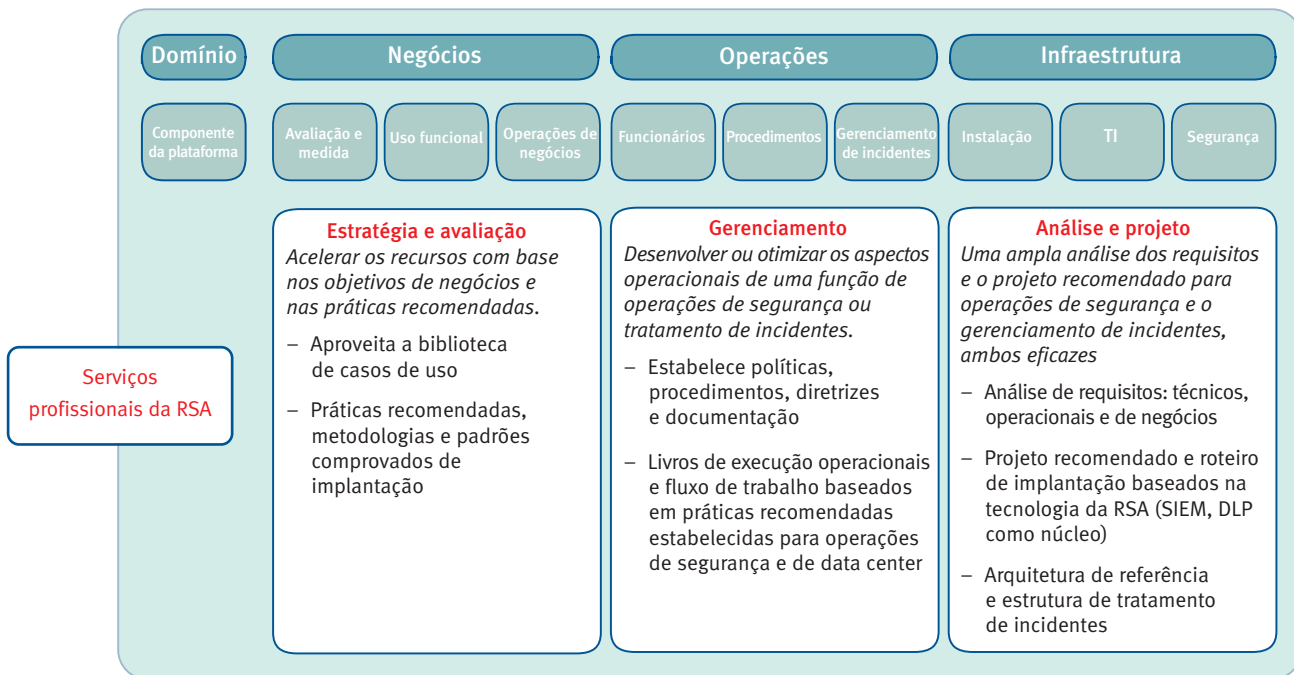 Domínio
Negócios
Operações
Infraestrutura
Componente
da plataforma
Avaliação e
medida
Uso funcional
Operações de
negócios
Funcionários
Procedimentos
Gerenciamento
de incidentes
Instalação
TI
Segurança
Serviços
profissionais da RSA
Estratégia e avaliação
Acelerar os recursos com base
nos objetivos de negócios e
nas práticas recomendadas.
– Aproveita a biblioteca
de casos de uso
– Práticas recomendadas,
metodologias e padrões
comprovados de
implantação
Gerenciamento
Desenvolver ou otimizar os aspectos
operacionais de uma função de
operações de segurança ou
tratamento de incidentes.
– Estabelece políticas,
procedimentos, diretrizes
e documentação
– Livros de execução operacionais
e fluxo de trabalho baseados
em práticas recomendadas
estabelecidas para operações
de segurança e de data center
Análise e projeto
Uma ampla análise dos requisitos
e o projeto recomendado para
operações de segurança e o
gerenciamento de incidentes,
ambos eficazes
– Análise de requisitos: técnicos,
operacionais e de negócios
– Projeto recomendado e roteiro
de implantação baseados na
tecnologia da RSA (SIEM, DLP
como núcleo)
– Arquitetura de referência
e estrutura de tratamento
de incidentes